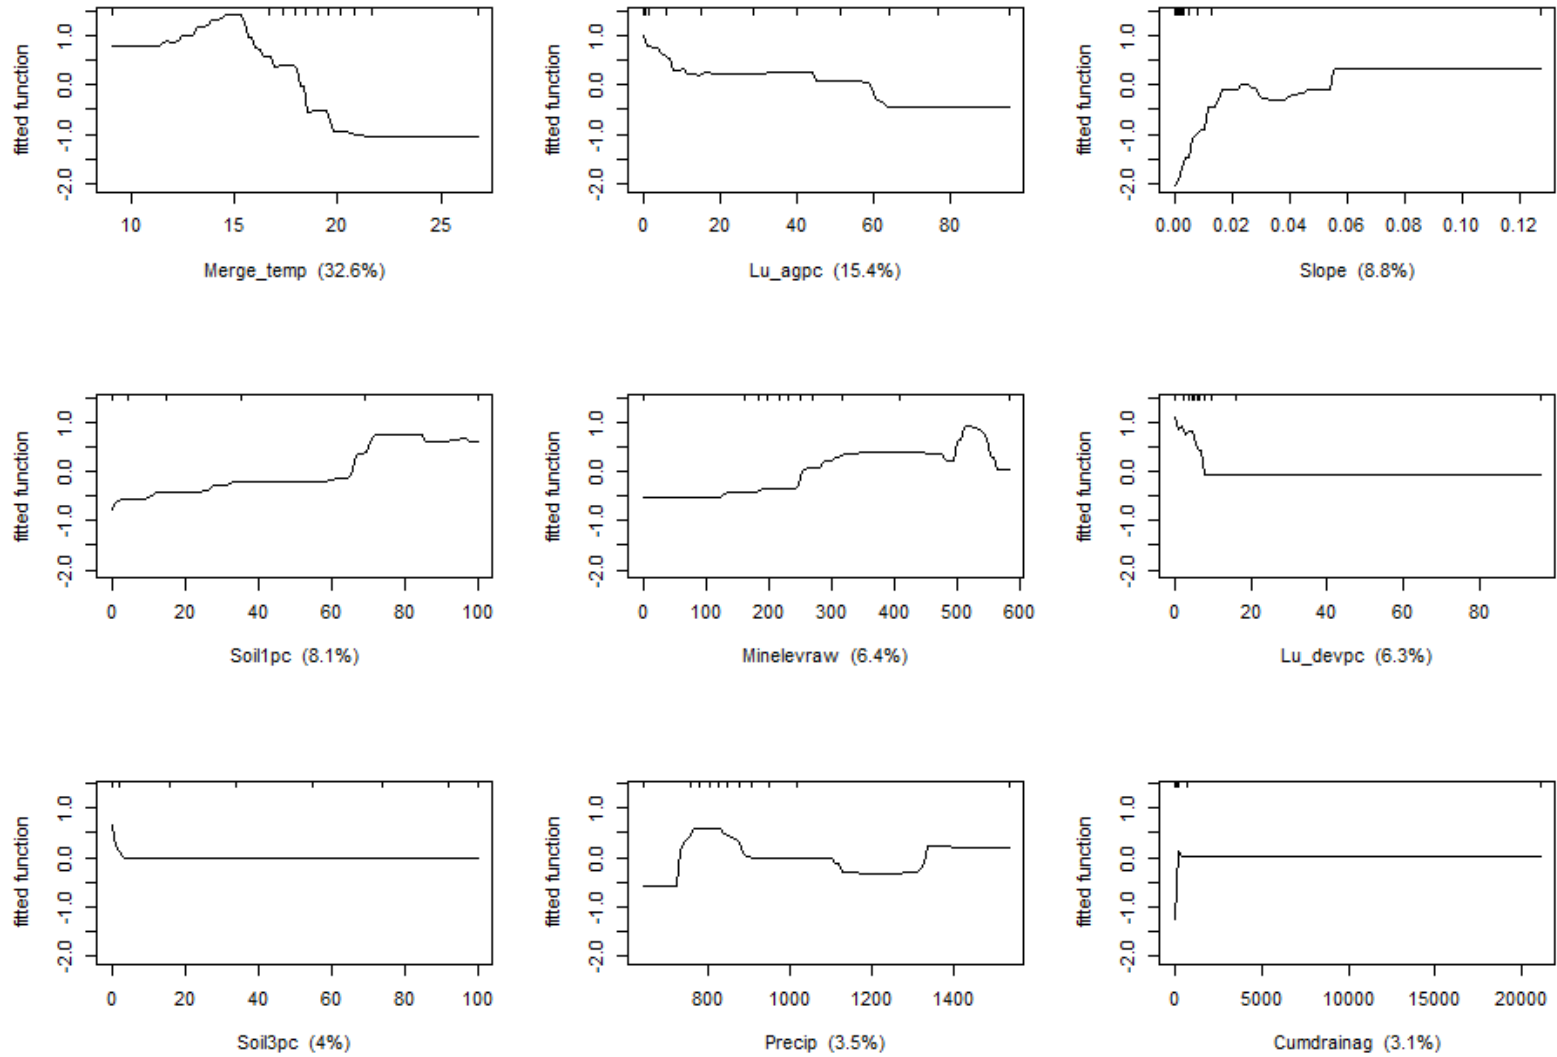 fitted function
1.0
0.0
-1.0
-2.0
10 15 20 25
Merge_temp (32.6%)
fitted function
1.0
0.0
-1.0
-2.0
0 20 40 60 80
Lu_agpc (15.4%)
fitted function
1.0
0.0
-1.0
-2.0
0.00 0.02 0.04 0.06 0.08 0.10 0.12
Slope (8.8%)
fitted function
1.0
0.0
-1.0
-2.0
0 20 40 60 80 100
Soil1pc (8.1%)
fitted function
1.0
0.0
-1.0
-2.0
0 100 200 300 400 500 600
Minelevraw (6.4%)
fitted function
1.0
0.0
-1.0
-2.0
0 20 40 60 80
Lu_devpc (6.3%)
fitted function
1.0
0.0
-1.0
-2.0
0 20 40 60 80 100
Soil3pc (4%)
fitted function
1.0
0.0
-1.0
-2.0
800 1000 1200 1400
Precip (3.5%)
fitted function
1.0
0.0
-1.0
-2.0
0 5000 10000 15000 20000
Cumdrainag (3.1%)